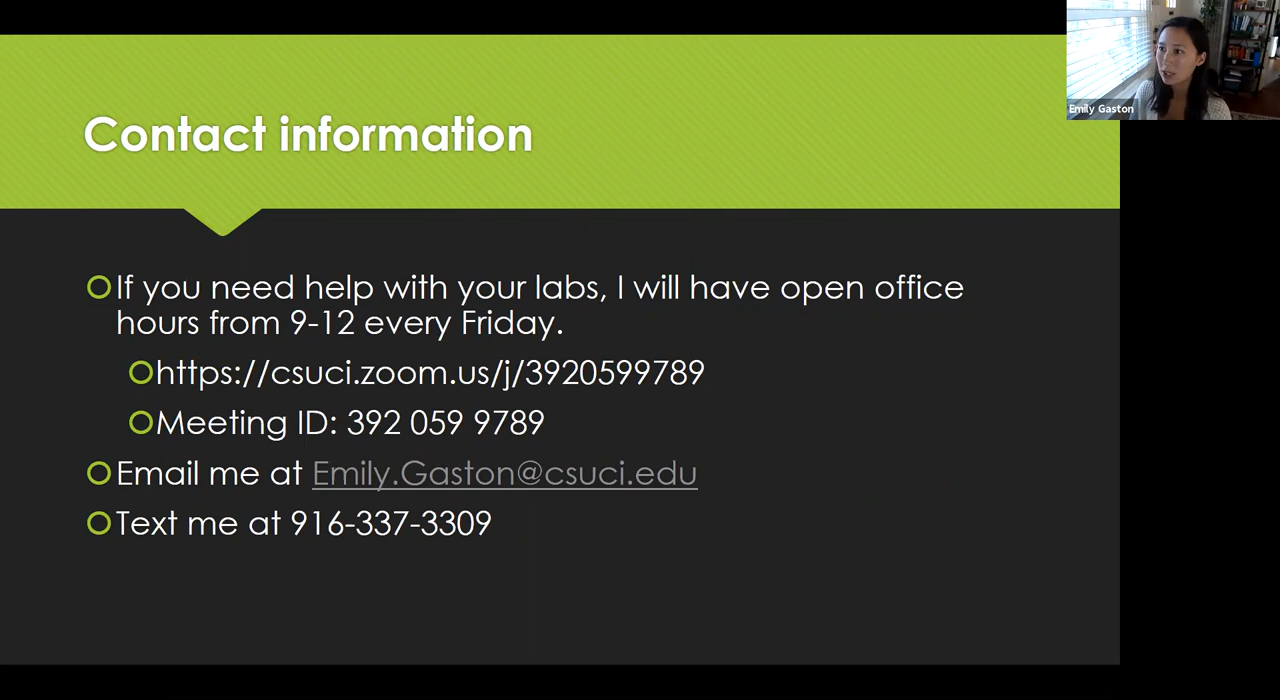 Emily Gaston
Contact information
If you need help with your labs, I will have open office
hours from 9-12 every Friday.
https://csuci.zoom.us/j/3920599789
Meeting ID: 392 059 9789
Email me at Emily.Gaston@csuci.edu
Text me at 916-337-3309